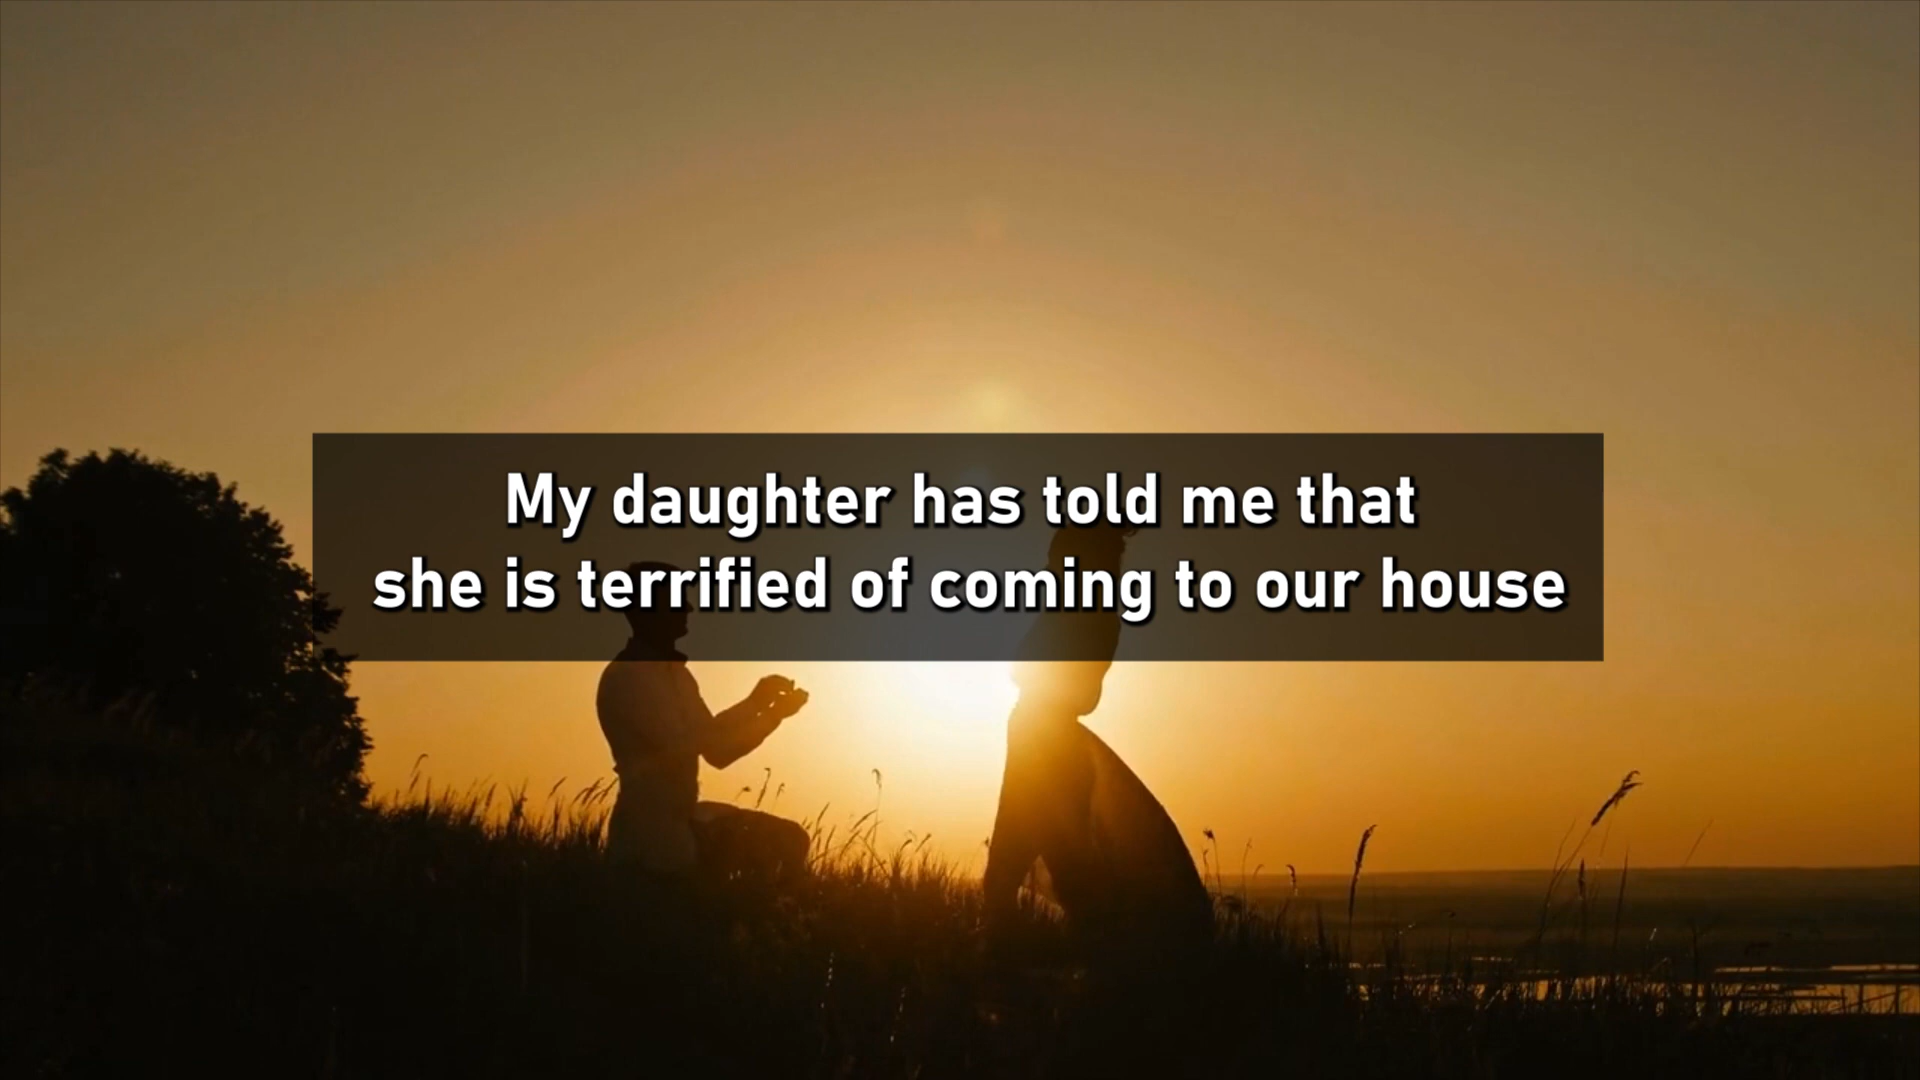 My daughter has told me that
she is terrified of coming to our house